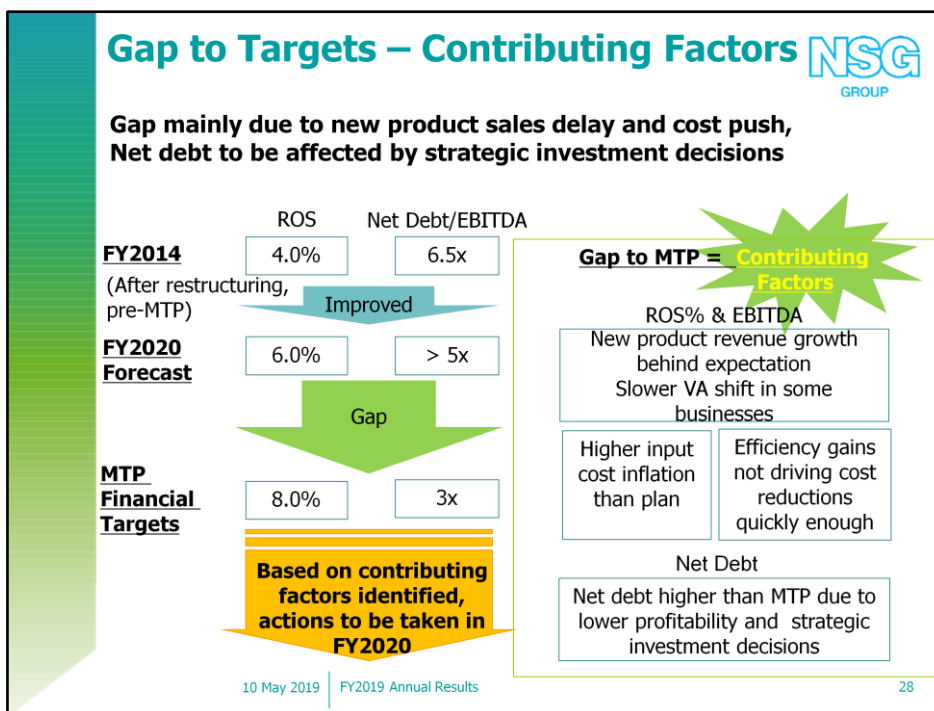 Gap to Targets – Contributing Factors
NSG
GROUP
Gap mainly due to new product sales delay and cost push,
Net debt to be affected by strategic investment decisions
ROS
Net Debt/EBITDA
FY2014
4.0%
6.5x
(After restructuring,
pre-MTP)
Improved
FY2020
Forecast
6.0%
> 5x
Gap
MTP
Financial
Targets
8.0%
3x
Based on contributing
factors identified,
actions to be taken in
FY2020
Gap to MTP = Contributing
Factors
ROS% & EBITDA
New product revenue growth
behind expectation
Slower VA shift in some
businesses
Higher input
cost inflation
than plan
Efficiency gains
not driving cost
reductions
quickly enough
Net Debt
Net debt higher than MTP due to
lower profitability and strategic
investment decisions
10 May 2019
FY2019 Annual Results
28